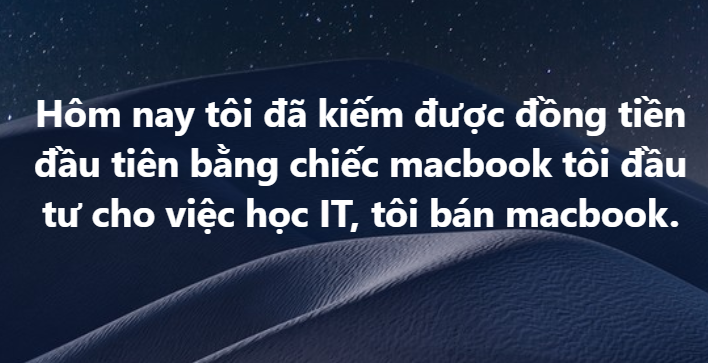 Hôm nay tôi đã kiếm được đồng tiền
đầu tiên bằng chiếc macbook tôi đầu
tư cho việc học IT, tôi bán macbook.